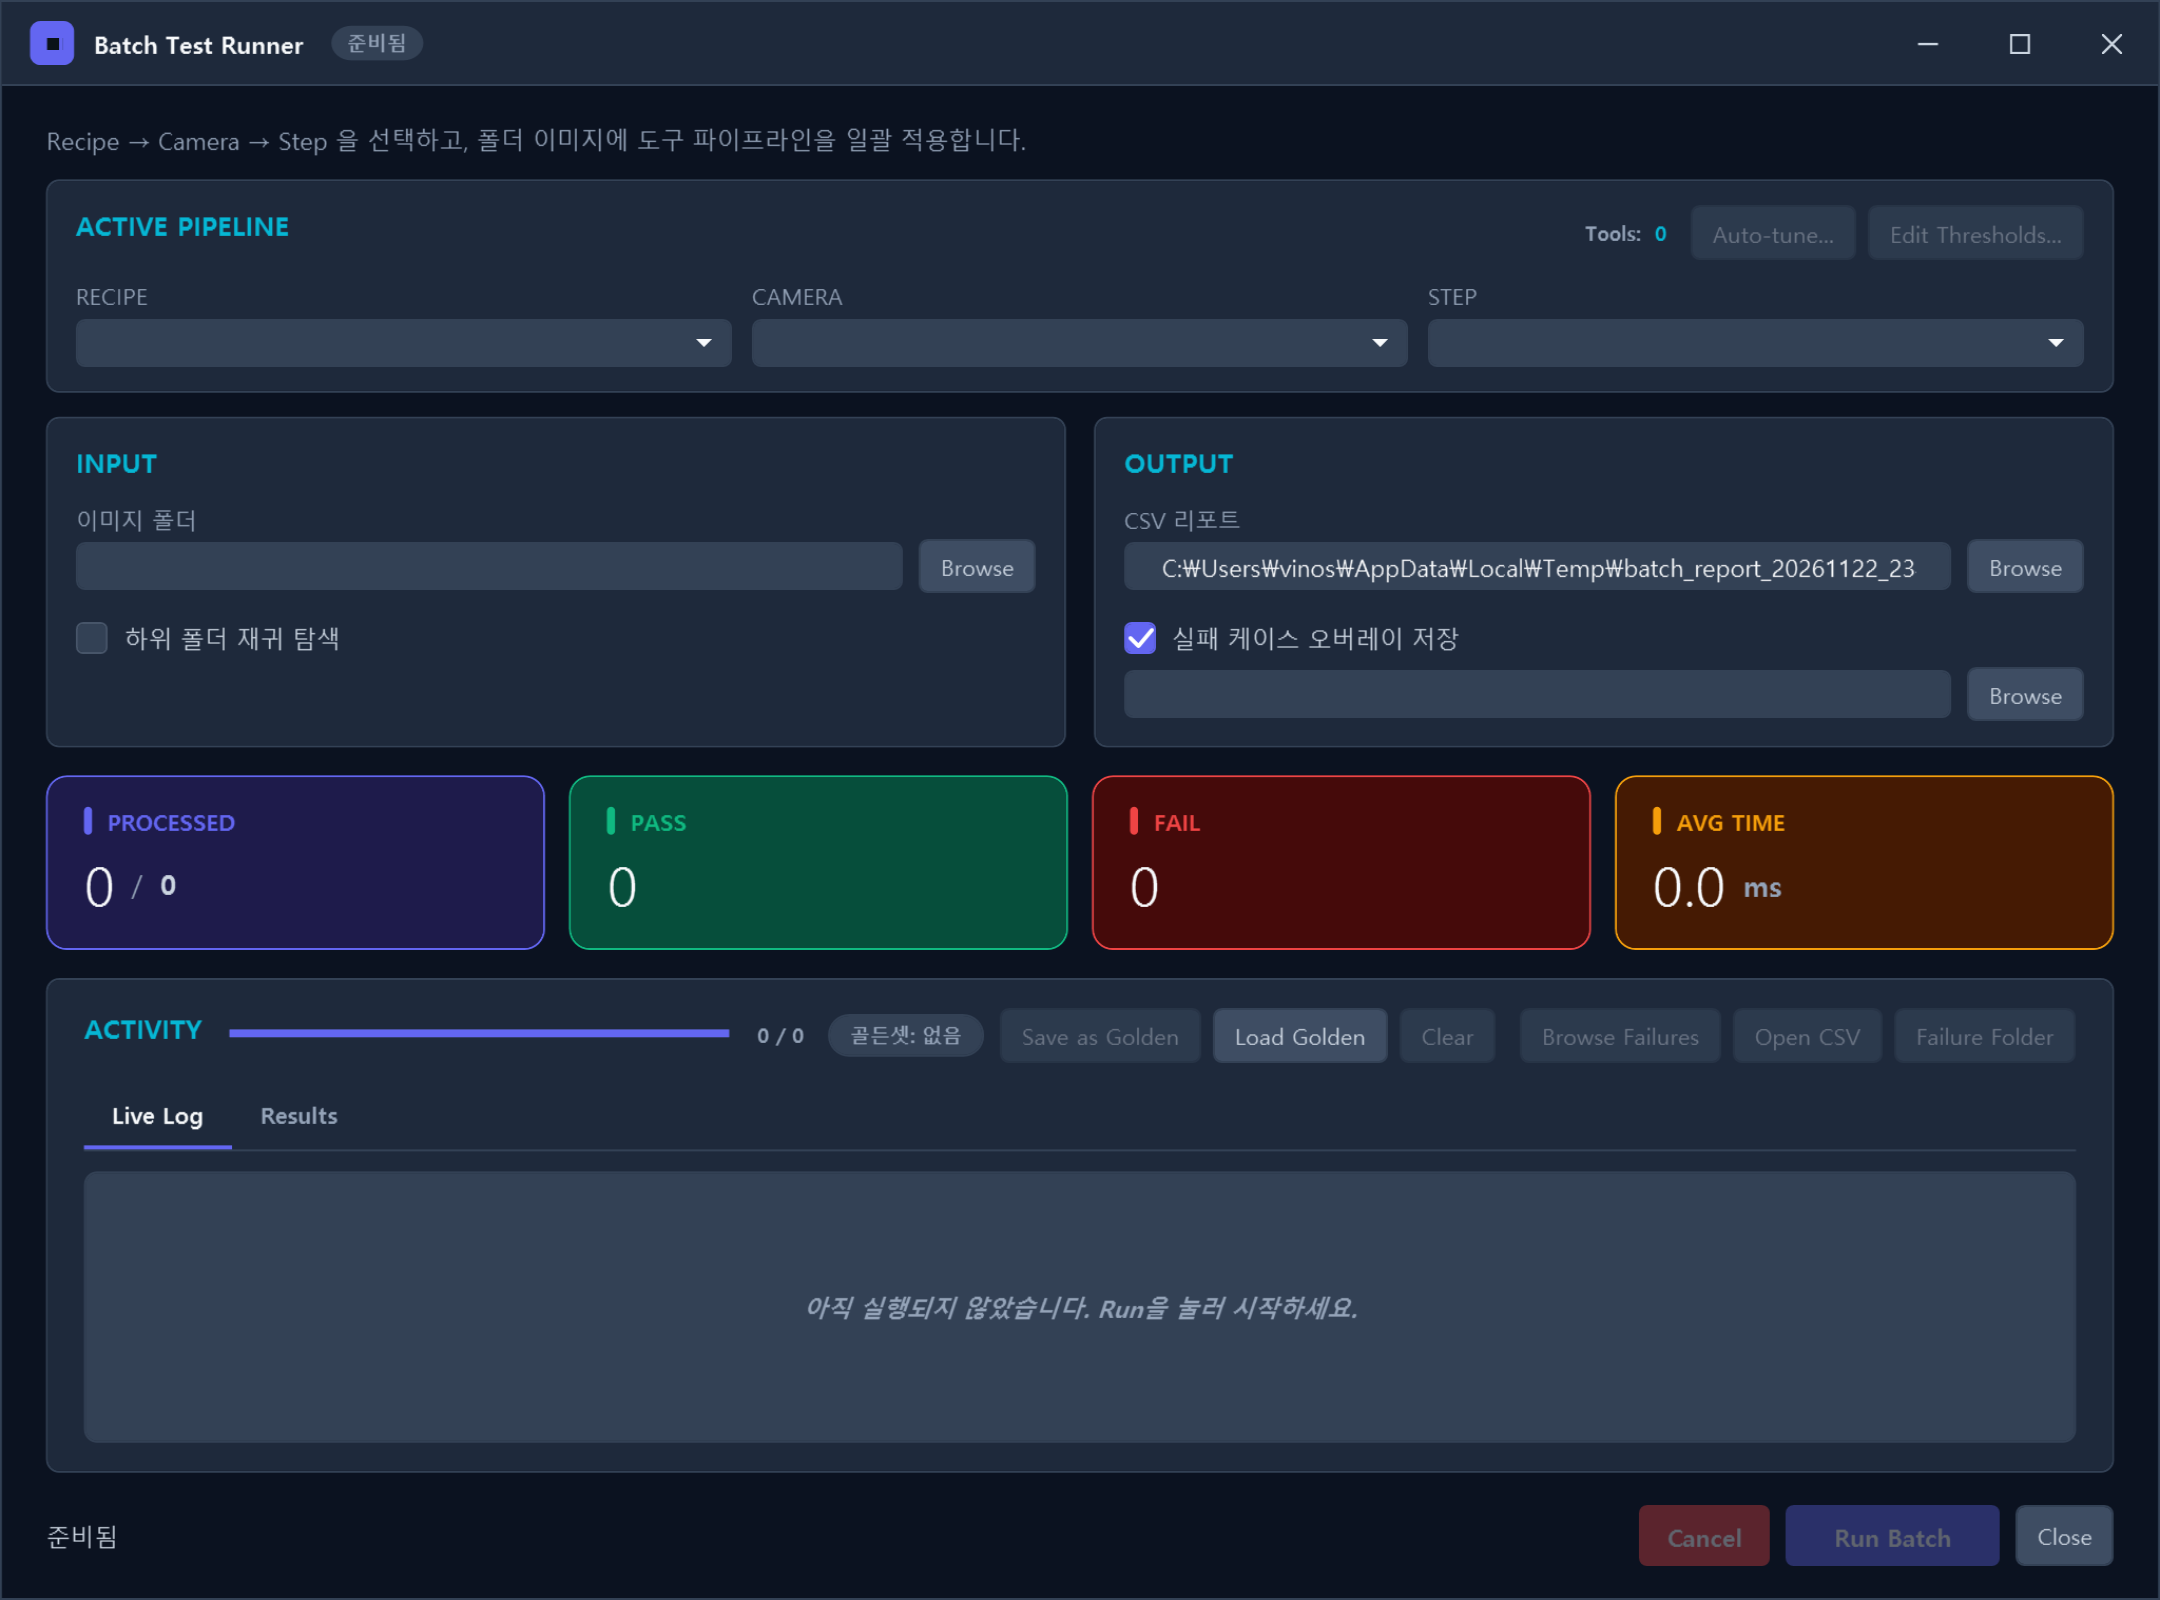 Batch Test Runner 준비됨
Recipe → Camera → Step 을 선택하고, 폴더 이미지에 도구 파이프라인을 일괄 적용합니다.
ACTIVE PIPELINE Tools: 0 Auto-tune... Edit Thresholds...
RECIPE CAMERA STEP
INPUT
이미지 폴더
Browse
하위 폴더 재귀 탐색
OUTPUT
CSV 리포트
C:₩Users₩vinos₩AppData₩Local₩Temp₩batch_report_20261122_23 Browse
실패 케이스 오버레이 저장
Browse
PROCESSED
0 / 0
PASS
0
FAIL
0
AVG TIME
0.0 ms
ACTIVITY 0 / 0 골든셋: 없음 Save as Golden Load Golden Clear Browse Failures Open CSV Failure Folder
Live Log Results
아직 실행되지 않았습니다. Run을 눌러 시작하세요.
준비됨 Cancel Run Batch Close